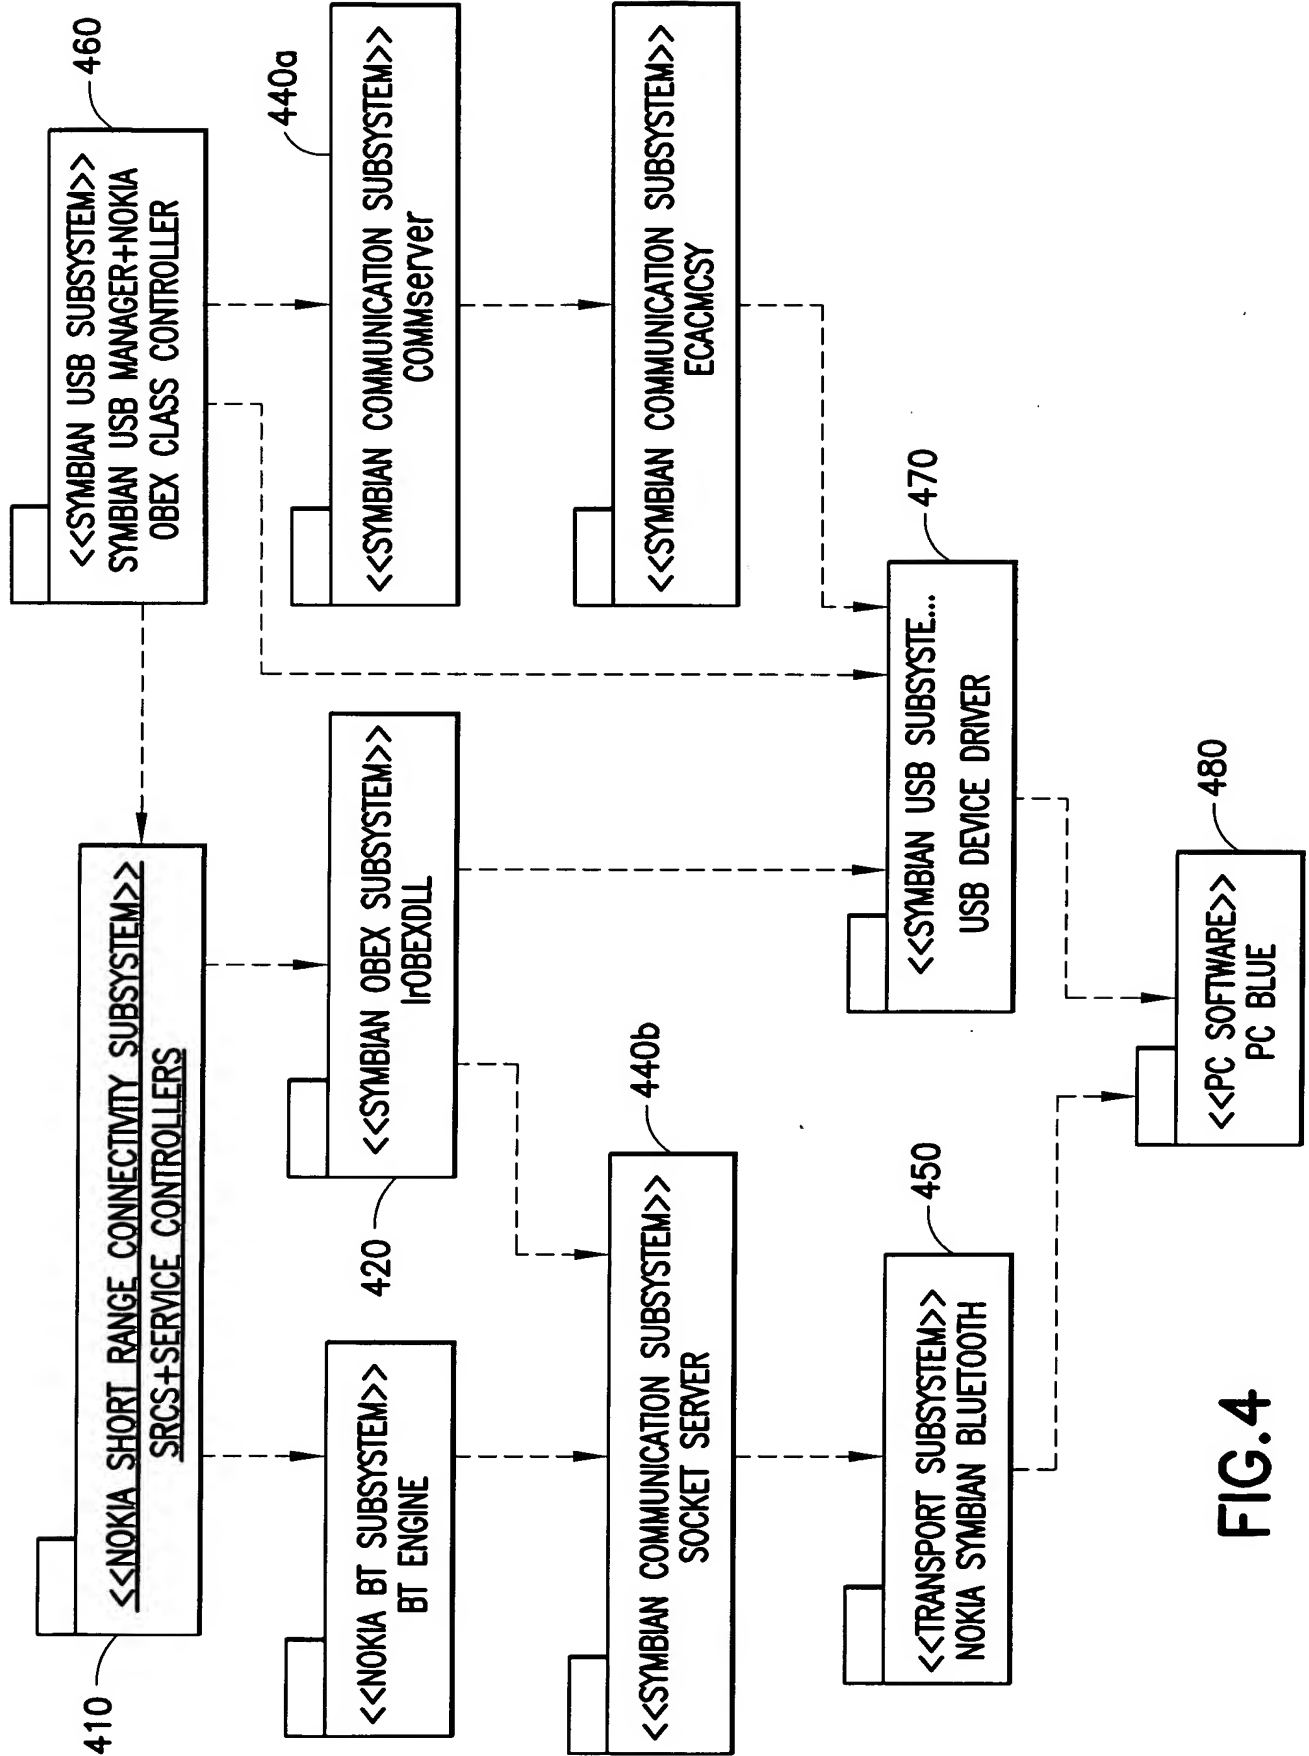 410
<<NOKIA SHORT RANGE CONNECTIVITY SUBSYSTEM>>
SRCS+SERVICE CONTROLLERS
460
<<SYMBIAN USB SUBSYSTEM>>
SYMBIAN USB MANAGER+NOKIA
OBEX CLASS CONTROLLER
<<NOKIA BT SUBSYSTEM>>
BT ENGINE
420
<<SYMBIAN OBEX SUBSYSTEM>>
IrOBEXDLL
440a
<<SYMBIAN COMMUNICATION SUBSYSTEM>>
COMMserver
440b
<<SYMBIAN COMMUNICATION SUBSYSTEM>>
SOCKET SERVER
<<SYMBIAN COMMUNICATION SUBSYSTEM>>
ECACMCSY
450
<<TRANSPORT SUBSYSTEM>>
NOKIA SYMBIAN BLUETOOTH
470
<<SYMBIAN USB SUBSYSTE...
USB DEVICE DRIVER
480
<<PC SOFTWARE>>
PC BLUE
FIG.4